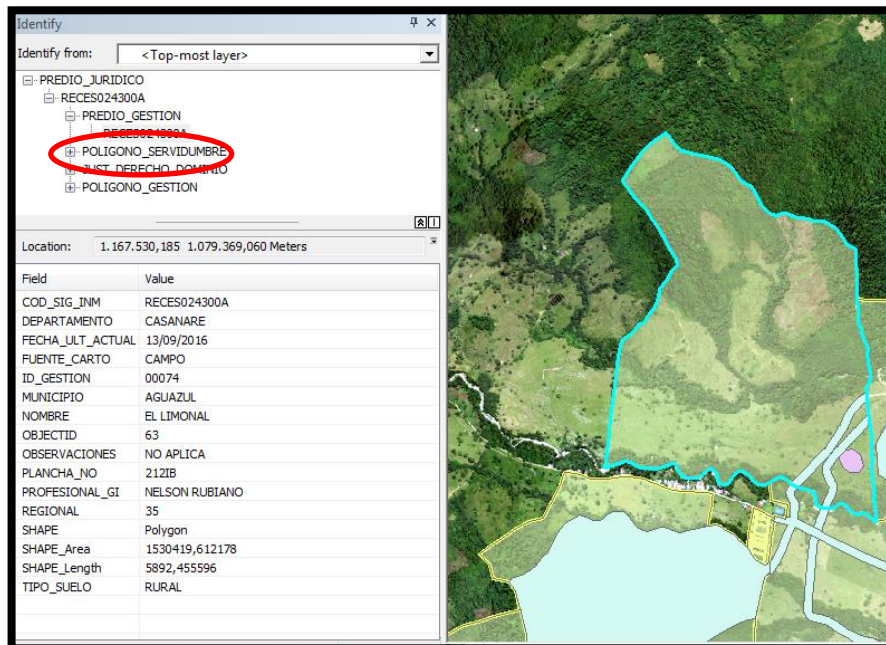 Identify
Identify from: <Top-most layer>
PREDIO_JURIDICO
RECES024300A
PREDIO_GESTION
RECES024300A
POLIGONO_SERVIDUMBRE
JUST_DERECHO_DOMINIO
POLIGONO_GESTION
Location: 1.167.530,185 1.079.369,060 Meters
Field Value
COD_SIG_INM RECES024300A
DEPARTAMENTO CASANARE
FECHA_ULT_ACTUAL 13/09/2016
FUENTE_CARTO CAMPO
ID_GESTION 00074
MUNICIPIO AGUAZUL
NOMBRE EL LIMONAL
OBJECTID 63
OBSERVACIONES NO APLICA
PLANCHA_NO 212IB
PROFESIONAL_GI NELSON RUBIANO
REGIONAL 35
SHAPE Polygon
SHAPE_Area 1530419,612178
SHAPE_Length 5892,455596
TIPO_SUELO RURAL